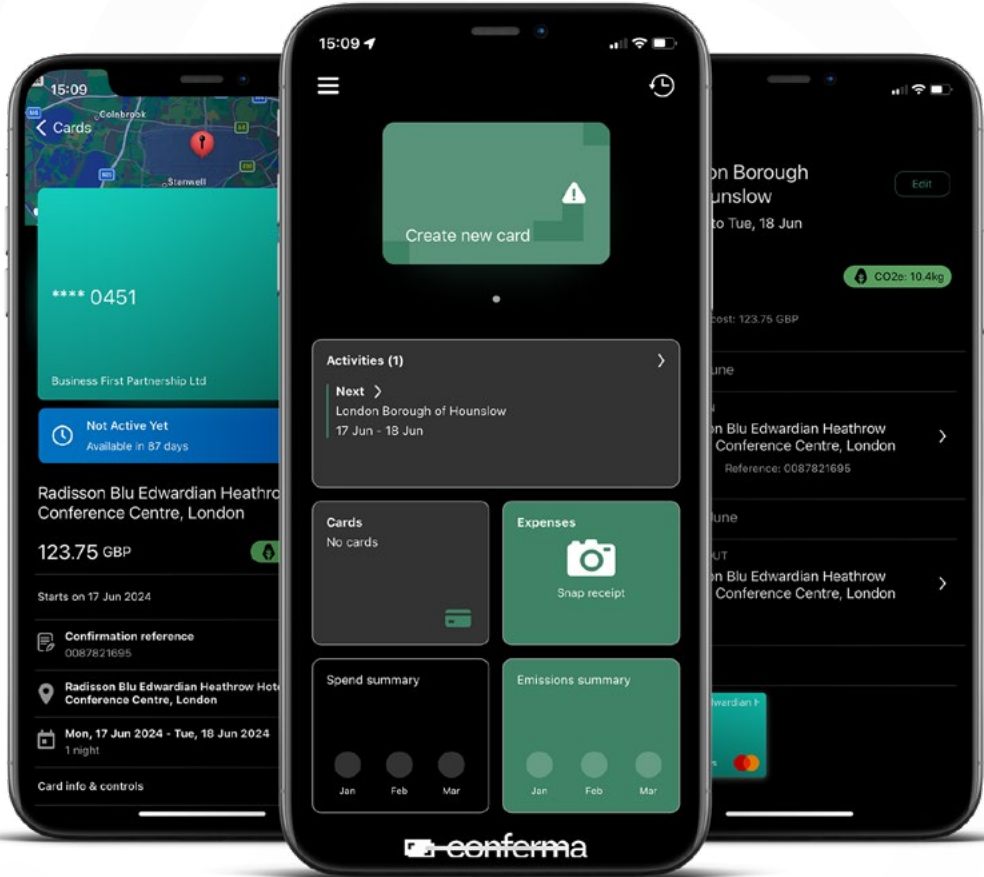 15:09
Colnbrook
Cards
Stanwell
**** 0451
Business First Partnership Ltd
Not Active Yet
Available in 87 days
Radisson Blu Edwardian Heathro
Conference Centre, London
123.75 GBP
Starts on 17 Jun 2024
Confirmation reference
0087821695
Radisson Blu Edwardian Heathrow Hote
Conference Centre, London
Mon, 17 Jun 2024 - Tue, 18 Jun 2024
1 night
Card info & controls
15:09
Create new card
Activities (1)
Next
London Borough of Hounslow
17 Jun - 18 Jun
Cards
No cards
Expenses
Snap receipt
Spend summary
Jan Feb Mar
Emissions summary
Jan Feb Mar
conferma
on Borough
unslow
Edit
to Tue, 18 Jun
CO2e: 10.4kg
cost: 123.75 GBP
une
N
on Blu Edwardian Heathrow
Conference Centre, London
Reference: 0087821695
June
UT
on Blu Edwardian Heathrow
Conference Centre, London
wardian H